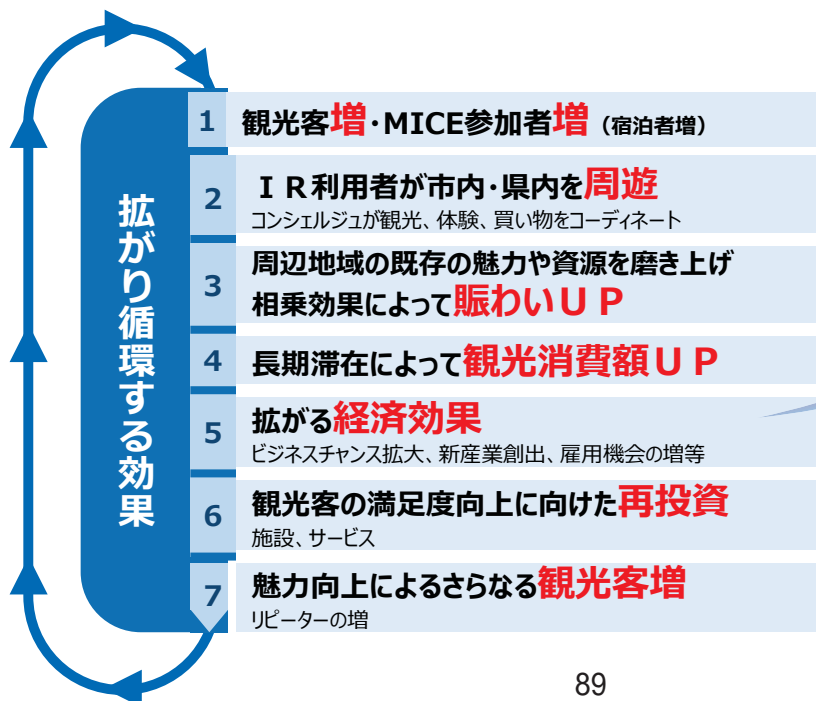 拡がり循環する効果
1 観光客増・MICE参加者増（宿泊者増）
2 ＩＲ利用者が市内・県内を周遊
コンシェルジュが観光、体験、買い物をコーディネート
3 周辺地域の既存の魅力や資源を磨き上げ
相乗効果によって賑わいＵＰ
4 長期滞在によって観光消費額ＵＰ
5 拡がる経済効果
ビジネスチャンス拡大、新産業創出、雇用機会の増等
6 観光客の満足度向上に向けた再投資
施設、サービス
7 魅力向上によるさらなる観光客増
リピーターの増
89